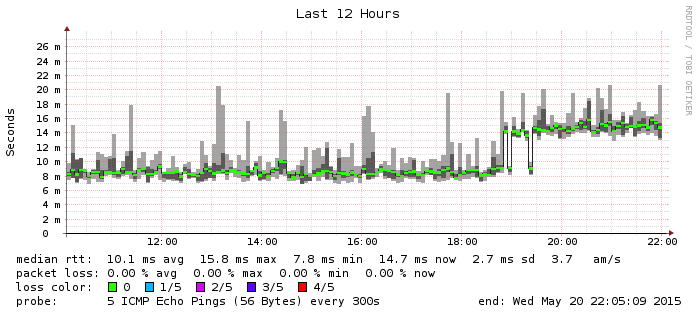 Last 12 Hours
RRDTOOL / TOBI OETIKER
Seconds
26 m
24 m
22 m
20 m
18 m
16 m
14 m
12 m
10 m
8 m
6 m
4 m
2 m
0
12:00 14:00 16:00 18:00 20:00 22:00
median rtt: 10.1 ms avg 15.8 ms max 7.8 ms min 14.7 ms now 2.7 ms sd 3.7 am/s
packet loss: 0.00 % avg 0.00 % max 0.00 % min 0.00 % now
loss color: 0 1/5 2/5 3/5 4/5
probe: 5 ICMP Echo Pings (56 Bytes) every 300s end: Wed May 20 22:05:09 2015